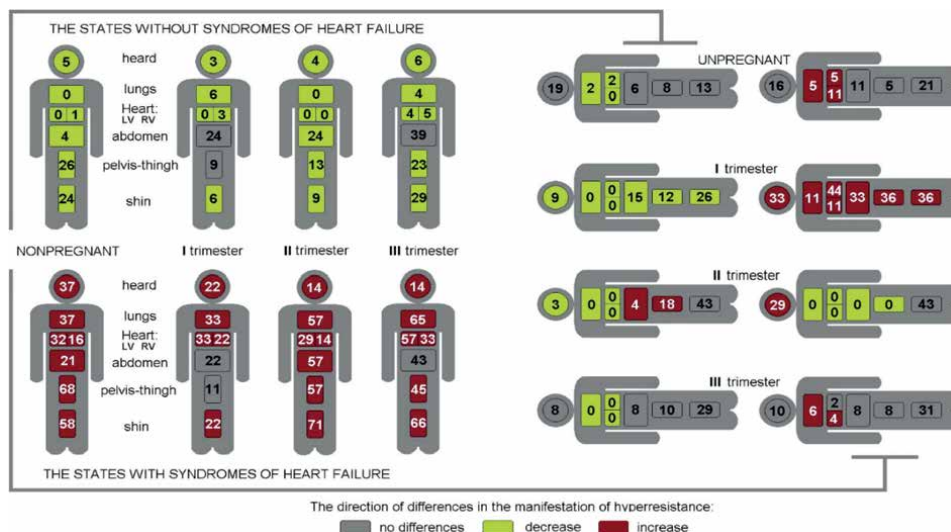 THE STATES WITHOUT SYNDROMES OF HEART FAILURE
5 heard 3 4 6
0 lungs 6 0 4
0 1 Heart: LV RV 0 3 0 0 4 5
4 abdomen 24 24 39
26 pelvis-thingh 9 13 23
24 shin 6 9 29
NONPREGNANT I trimester II trimester III trimester
37 heard 22 14 14
37 lungs 33 57 65
32 16 Heart: LV RV 33 22 29 14 57 33
21 abdomen 22 57 43
68 pelvis-thingh 11 57 45
58 shin 22 71 66
THE STATES WITH SYNDROMES OF HEART FAILURE
UNPREGNANT
19 2 2 0 6 8 13
16 5 5 11 11 5 21
I trimester
9 0 0 0 15 12 26
33 11 44 11 33 36 36
II trimester
3 0 0 0 4 18 43
29 0 0 0 0 0 43
III trimester
8 0 0 0 8 10 29
10 6 2 4 8 8 31
The direction of differences in the manifestation of hyperresistance:
no differences decrease increase